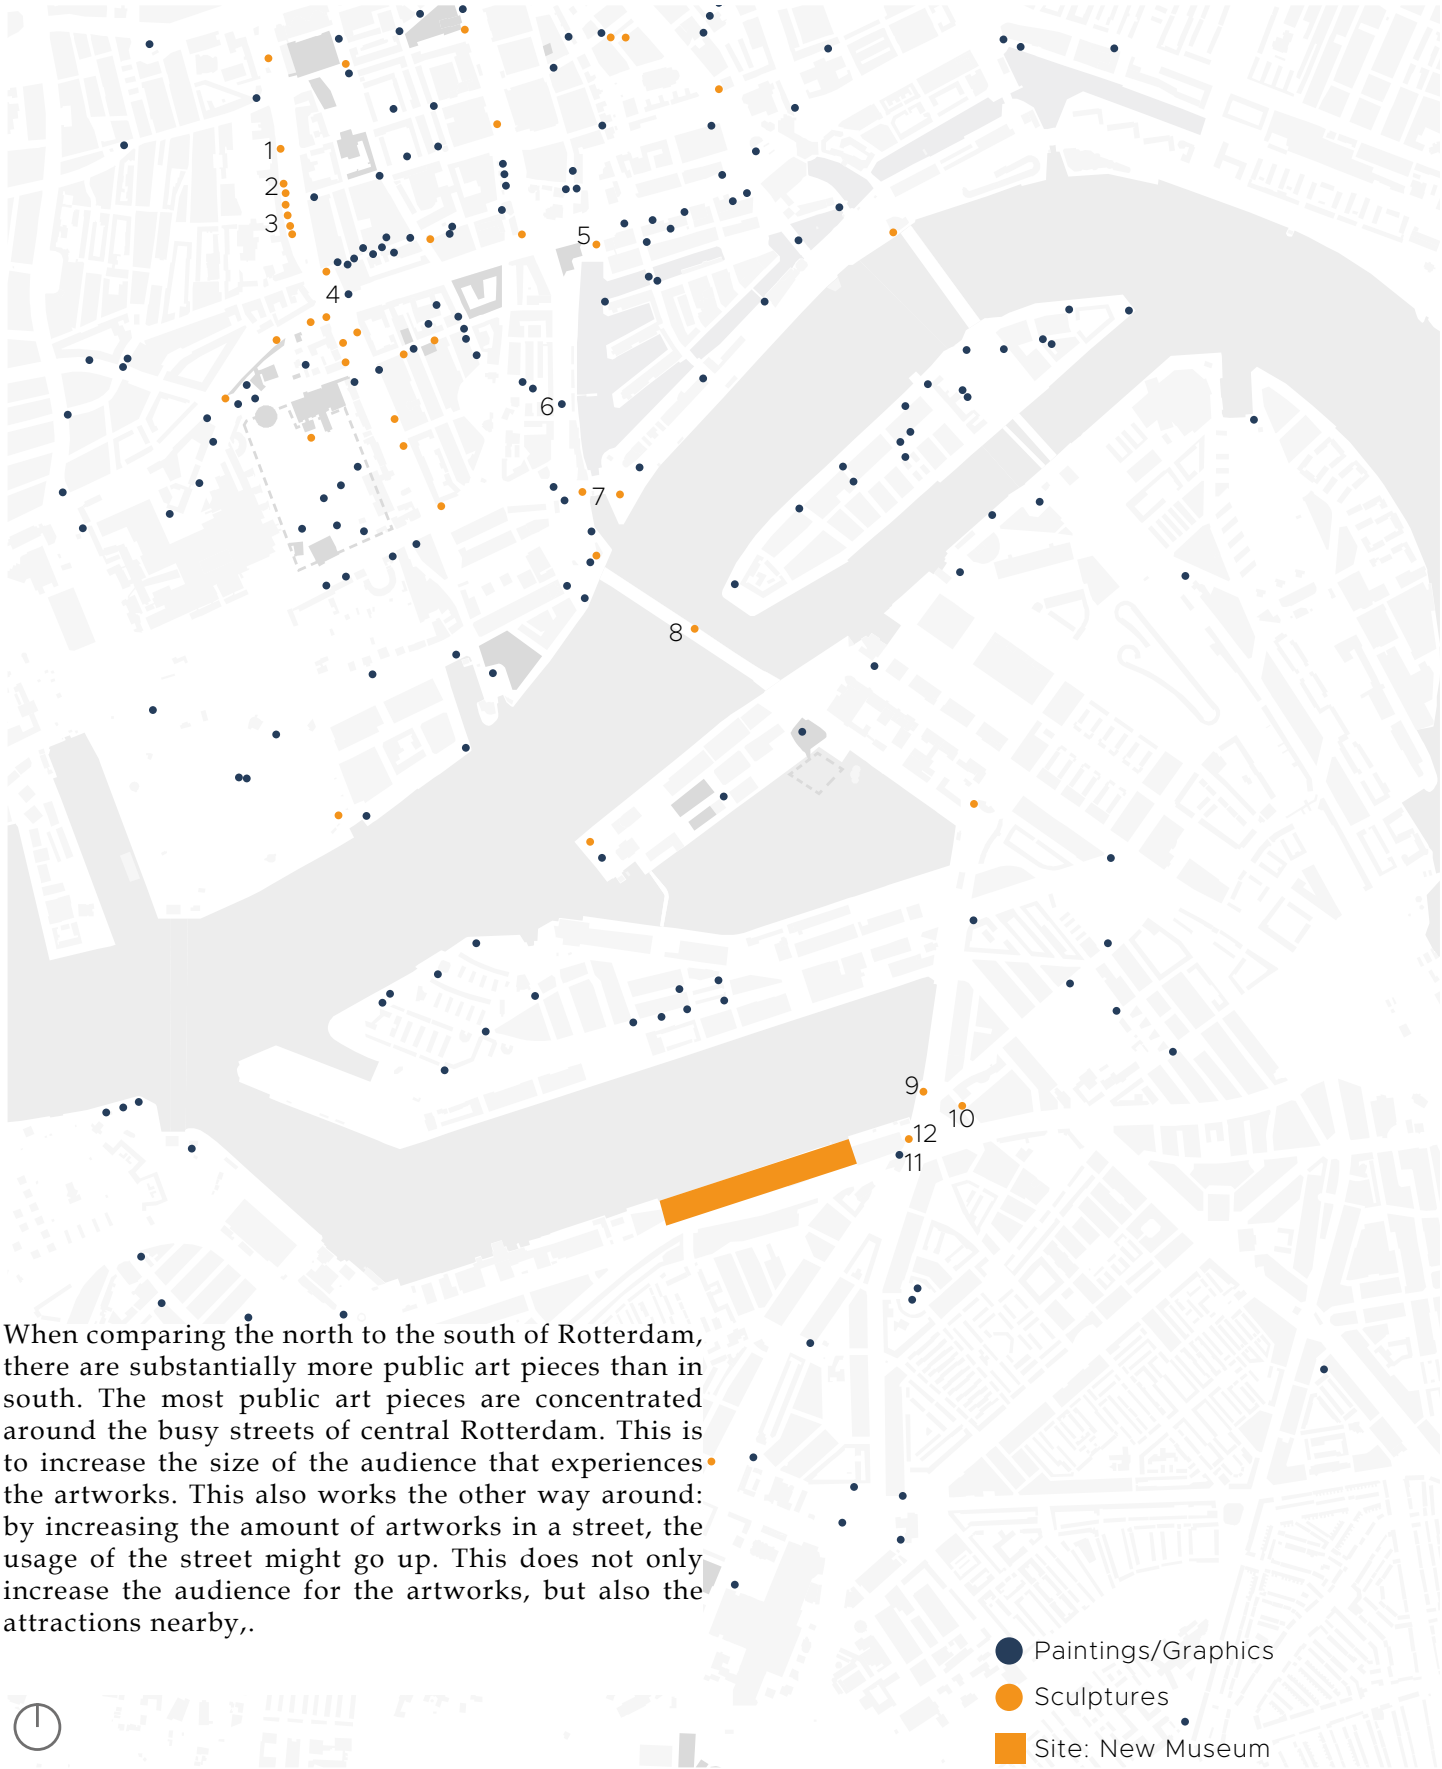 1
2
3
5
4
6
7
8
9
10
12
11
When comparing the north to the south of Rotterdam,
there are substantially more public art pieces than in
south. The most public art pieces are concentrated
around the busy streets of central Rotterdam. This is
to increase the size of the audience that experiences
the artworks. This also works the other way around:
by increasing the amount of artworks in a street, the
usage of the street might go up. This does not only
increase the audience for the artworks, but also the
attractions nearby,.
Paintings/Graphics
Sculptures
Site: New Museum